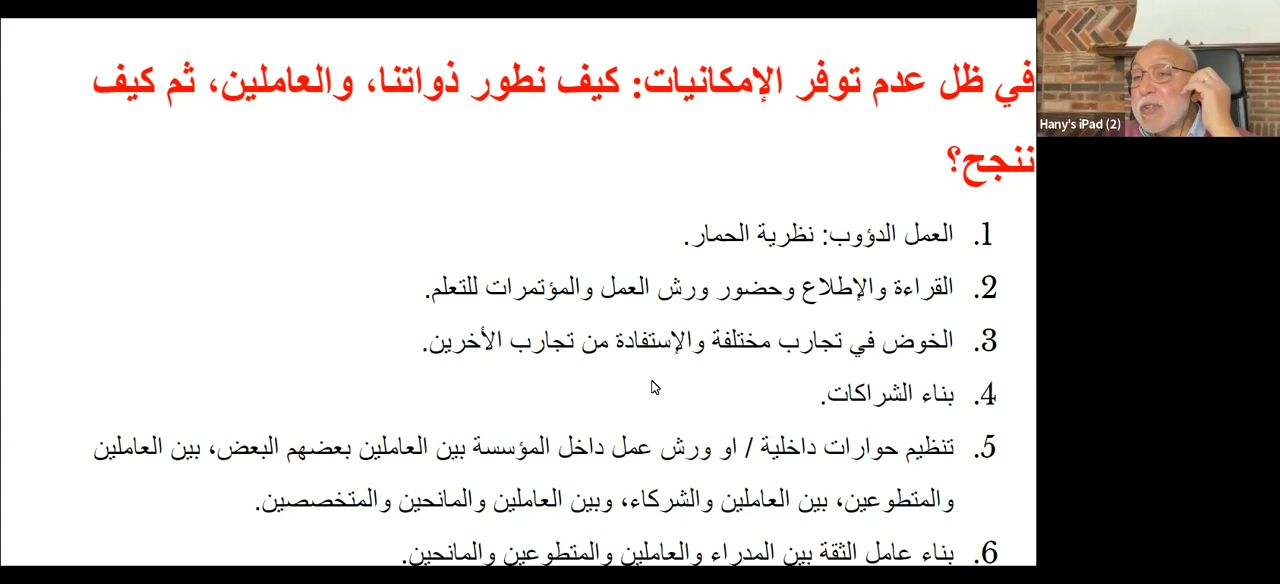 في ظل عدم توفر الإمكانيات: كيف نطور ذواتنا، والعاملين، ثم كيف
ننجح؟
1. العمل الدؤوب: نظرية الحمار.
2. القراءة والإطلاع وحضور ورش العمل والمؤتمرات للتعلم.
3. الخوض في تجارب مختلفة والإستفادة من تجارب الأخرين.
4. بناء الشراكات.
5. تنظيم حوارات داخلية / او ورش عمل داخل المؤسسة بين العاملين بعضهم البعض، بين العاملين
والمتطوعين، بين العاملين والشركاء، وبين العاملين والمانحين والمتخصصين.
6. بناء عامل الثقة بين المدراء والعاملين والمتطوعين والمانحين.
Hany's iPad (2)